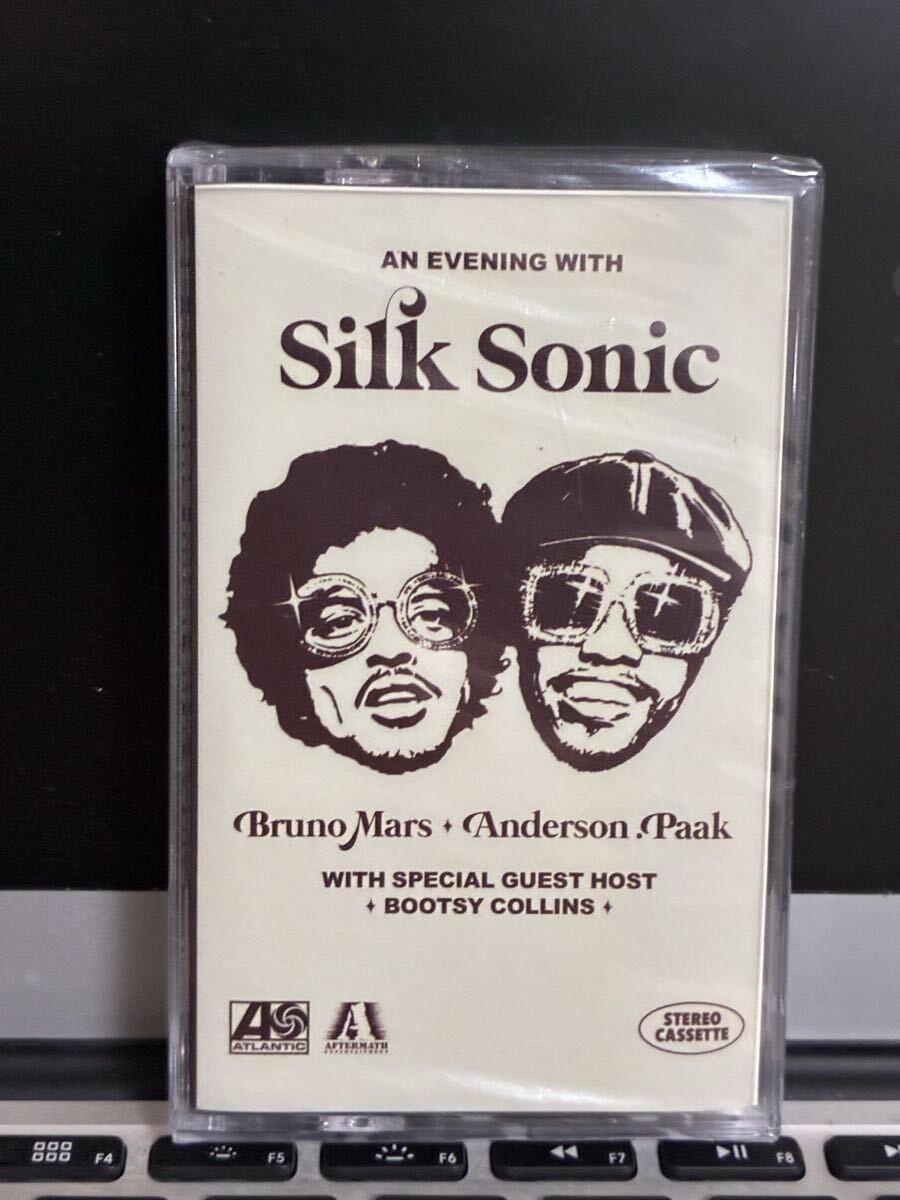 AN EVENING WITH
Silk Sonic
Bruno Mars ✦ Anderson .Paak
WITH SPECIAL GUEST HOST
✦ BOOTSY COLLINS ✦
ATLANTIC
AFTERMATH
ENTERTAINMENT
STEREO
CASSETTE
F4 F5 F6 F7 F8